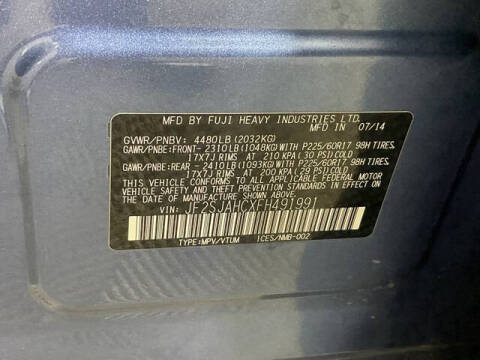 MFD BY FUJI HEAVY INDUSTRIES LTD.
MFD IN 07/14
GVWR/PNBV: 4480LB (2032KG)
GAWR/PNBE:FRONT- 2310LB (1048KG) WITH P225/60R17 98H TIRES.
17X7J RIMS AT 210 KPA (30 PSI) COLD
GAWR/PNBE:REAR - 2410LB (1093KG) WITH P225/60R17 98H TIRES.
17X7J RIMS AT 200 KPA (29 PSI) COLD
THIS VEHICLE CONFORMS TO ALL APPLICABLE FEDERAL MOTOR
VEHICLE SAFETY AND THEFT PREVENTION STANDARDS IN EFFECT
ON THE DATE OF MANUFACTURE SHOWN ABOVE.
VIN: JF2SJAHCXFH491991
TYPE:MPV/VTUM ICES/NMB-002